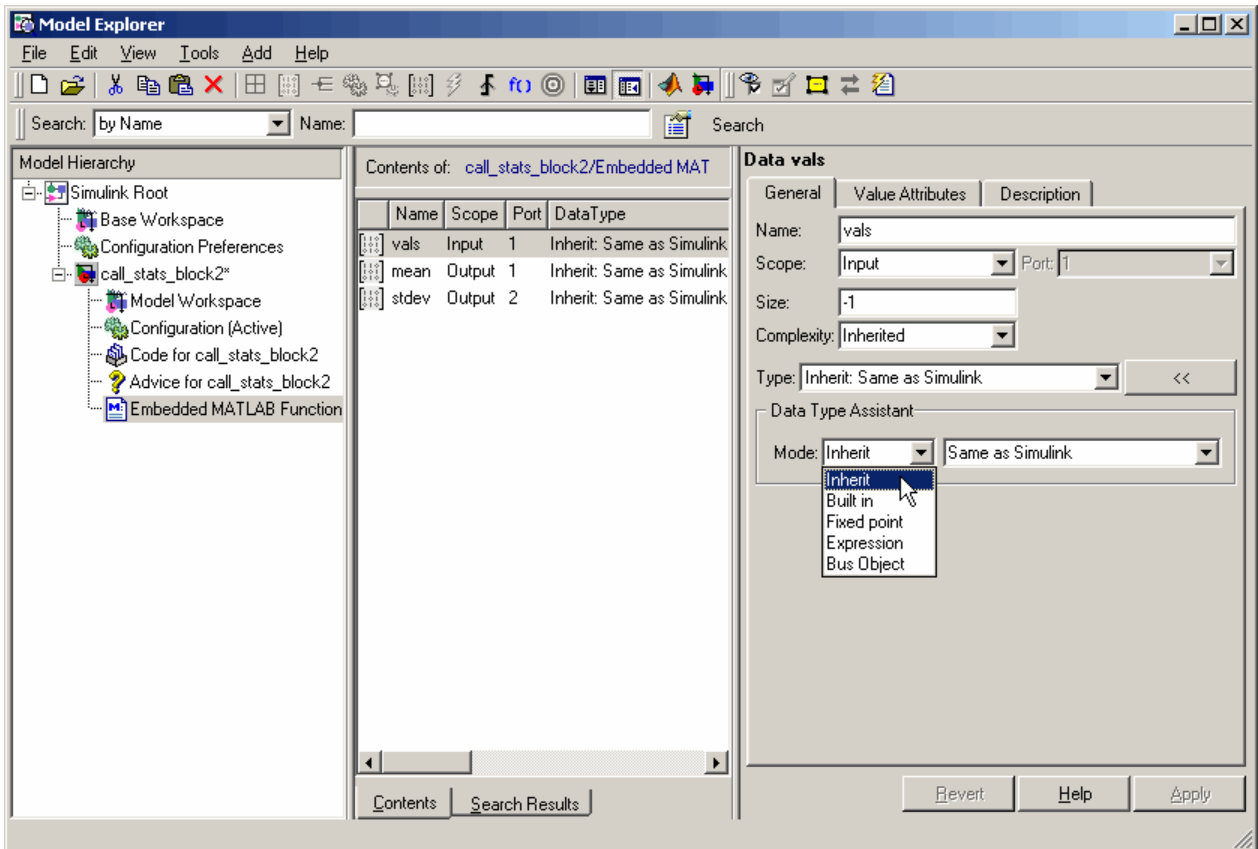 Model Explorer
File Edit View Tools Add Help
Search: by Name Name: Search
Model Hierarchy
Simulink Root
Base Workspace
Configuration Preferences
call_stats_block2*
Model Workspace
Configuration (Active)
Code for call_stats_block2
Advice for call_stats_block2
Embedded MATLAB Function
Contents of: call_stats_block2/Embedded MAT
Name Scope Port DataType
vals Input 1 Inherit: Same as Simulink
mean Output 1 Inherit: Same as Simulink
stdev Output 2 Inherit: Same as Simulink
Contents Search Results
Data vals
General Value Attributes Description
Name: vals
Scope: Input Port: 1
Size: -1
Complexity: Inherited
Type: Inherit: Same as Simulink <<
Data Type Assistant
Mode: Inherit Same as Simulink
Inherit
Built in
Fixed point
Expression
Bus Object
Revert Help Apply